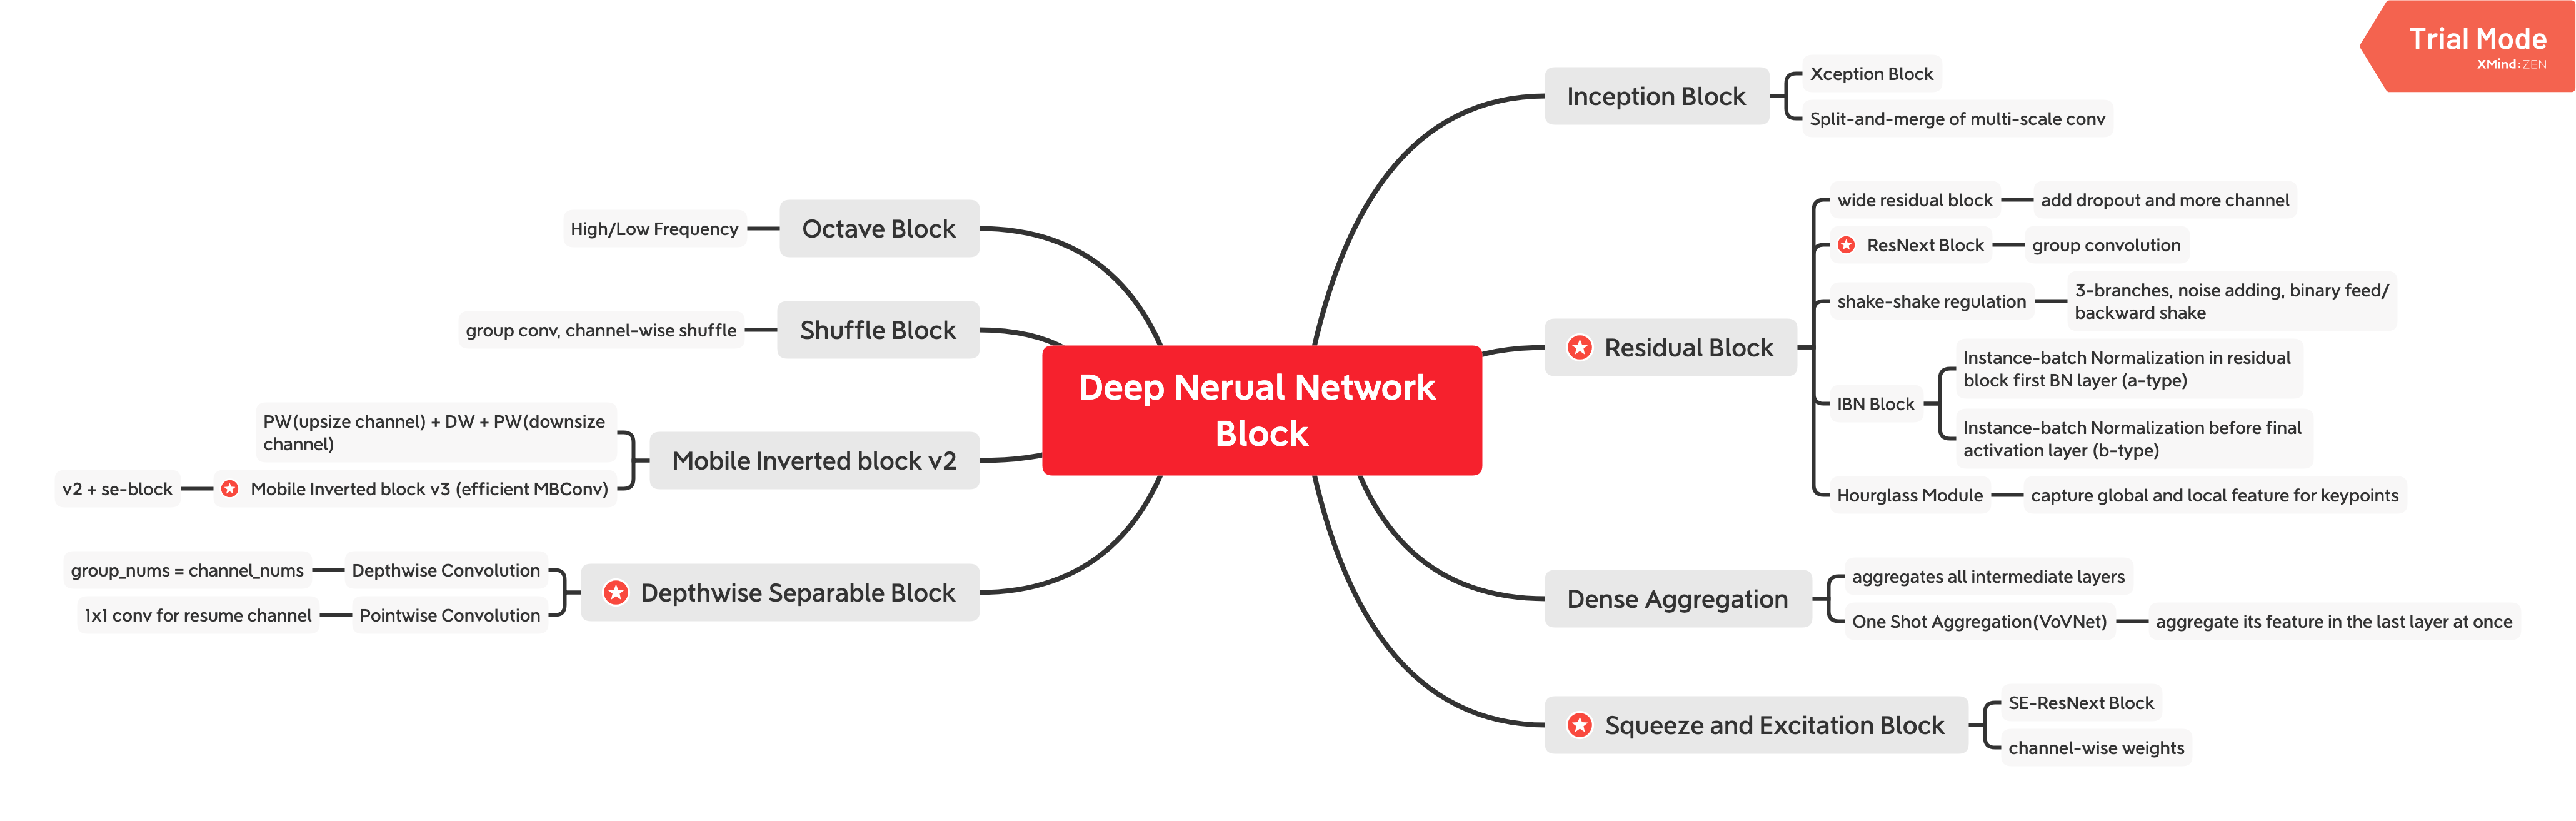 Trial Mode
XMind:ZEN
Deep Nerual Network
Block
Inception Block
Xception Block
Split-and-merge of multi-scale conv
Residual Block
wide residual block
add dropout and more channel
ResNext Block
group convolution
shake-shake regulation
3-branches, noise adding, binary feed/
backward shake
IBN Block
Instance-batch Normalization in residual
block first BN layer (a-type)
Instance-batch Normalization before final
activation layer (b-type)
Hourglass Module
capture global and local feature for keypoints
Dense Aggregation
aggregates all intermediate layers
One Shot Aggregation(VoVNet)
aggregate its feature in the last layer at once
Squeeze and Excitation Block
SE-ResNext Block
channel-wise weights
Octave Block
High/Low Frequency
Shuffle Block
group conv, channel-wise shuffle
Mobile Inverted block v2
PW(upsize channel) + DW + PW(downsize
channel)
Mobile Inverted block v3 (efficient MBConv)
v2 + se-block
Depthwise Separable Block
Depthwise Convolution
group_nums = channel_nums
Pointwise Convolution
1x1 conv for resume channel